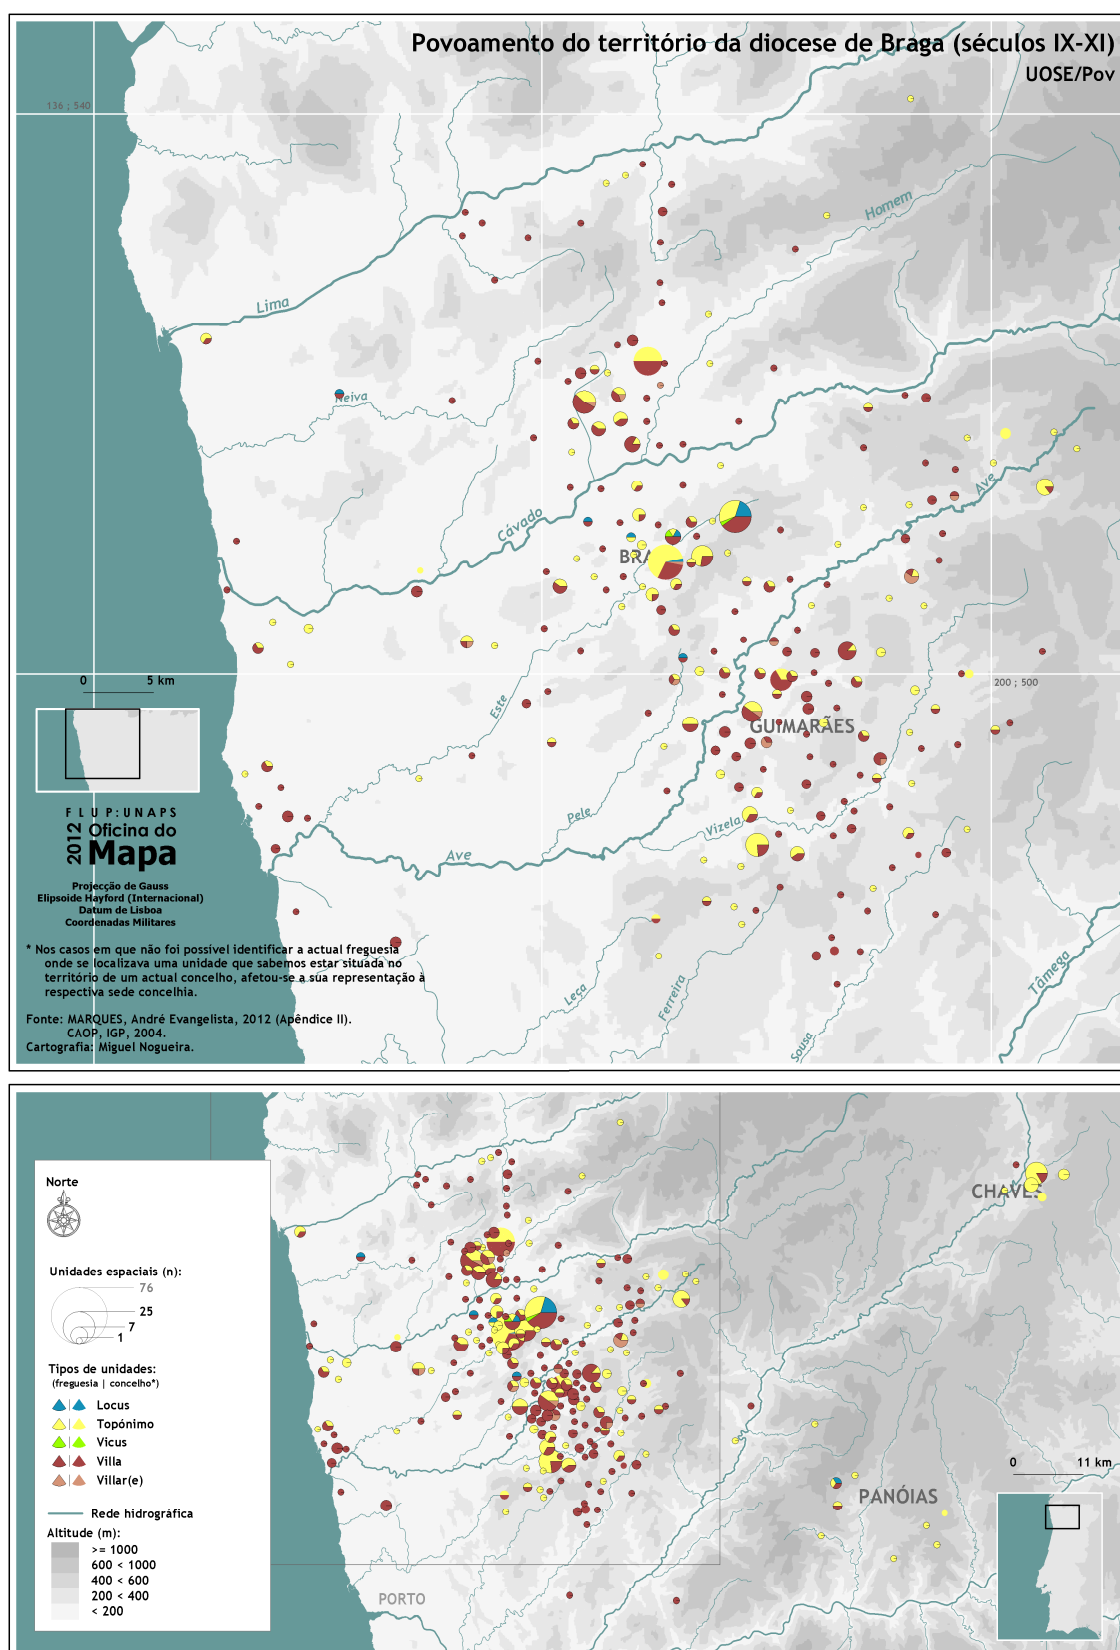 Povoamento do território da diocese de Braga (séculos IX-XI)
UOSE/Pov
136 ; 540
Homem
Lima
Neiva
Ave
Cávado
BRA
0 5 km
200 ; 500
Este
GUIMARÃES
Pele
Vizela
Ave
F L U P : U N A P S
2012
Oficina do
Mapa
Projecção de Gauss
Elipsoide Hayford (Internacional)
Datum de Lisboa
Coordenadas Militares
* Nos casos em que não foi possível identificar a actual freguesia
onde se localizava uma unidade que sabemos estar situada no
território de um actual concelho, afetou-se a sua representação à
respectiva sede concelhia.
Leça
Ferreira
Sousa
Tâmega
Fonte: MARQUES, André Evangelista, 2012 (Apêndice II).
CAOP, IGP, 2004.
Cartografia: Miguel Nogueira.
Norte
CHAVES
Unidades espaciais (n):
76
25
7
1
Tipos de unidades:
(freguesia | concelho*)
Locus
Topónimo
Vicus
Villa
Villar(e)
Rede hidrográfica
Altitude (m):
>= 1000
600 < 1000
400 < 600
200 < 400
< 200
0 11 km
PANÓIAS
PORTO